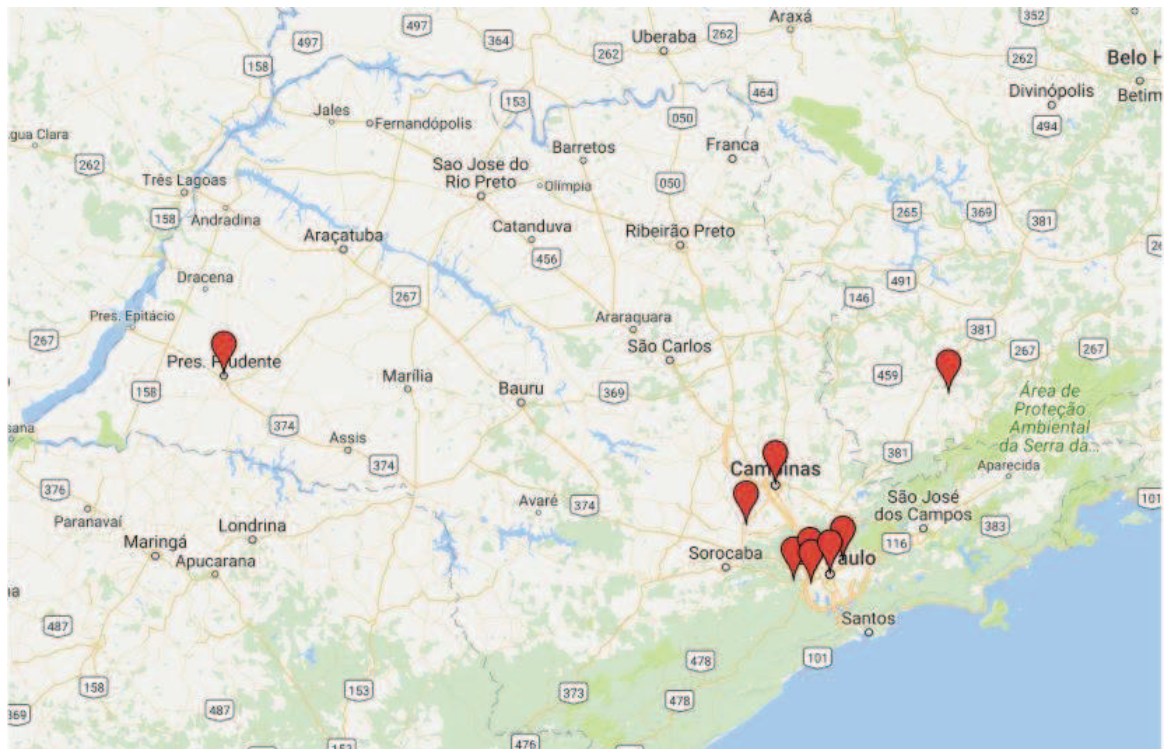 352
Araxá
497
497
364
Uberaba
262
262
262
Belo H
158
Betim
Divinópolis
464
153
494
Jales
Fernandópolis
050
gua Clara
Barretos
Franca
262
Sao Jose do
Rio Preto
Três Lagoas
Olímpia
050
158
Andradina
265
369
381
Araçatuba
Catanduva
Ribeirão Preto
456
Dracena
491
267
146
Pres. Epitácio
Araraquara
381
267
São Carlos
267
267
Pres. Prudente
459
Marília
158
Bauru
369
Área de
Proteção
Ambiental
da Serra da...
374
sana
Assis
374
381
Aparecida
Campinas
376
Avaré
374
São José
dos Campos
101
Paranavaí
Londrina
383
Maringá
Sorocaba
116
Apucarana
aulo
487
Santos
478
101
158
153
373
478
487
369
476
153